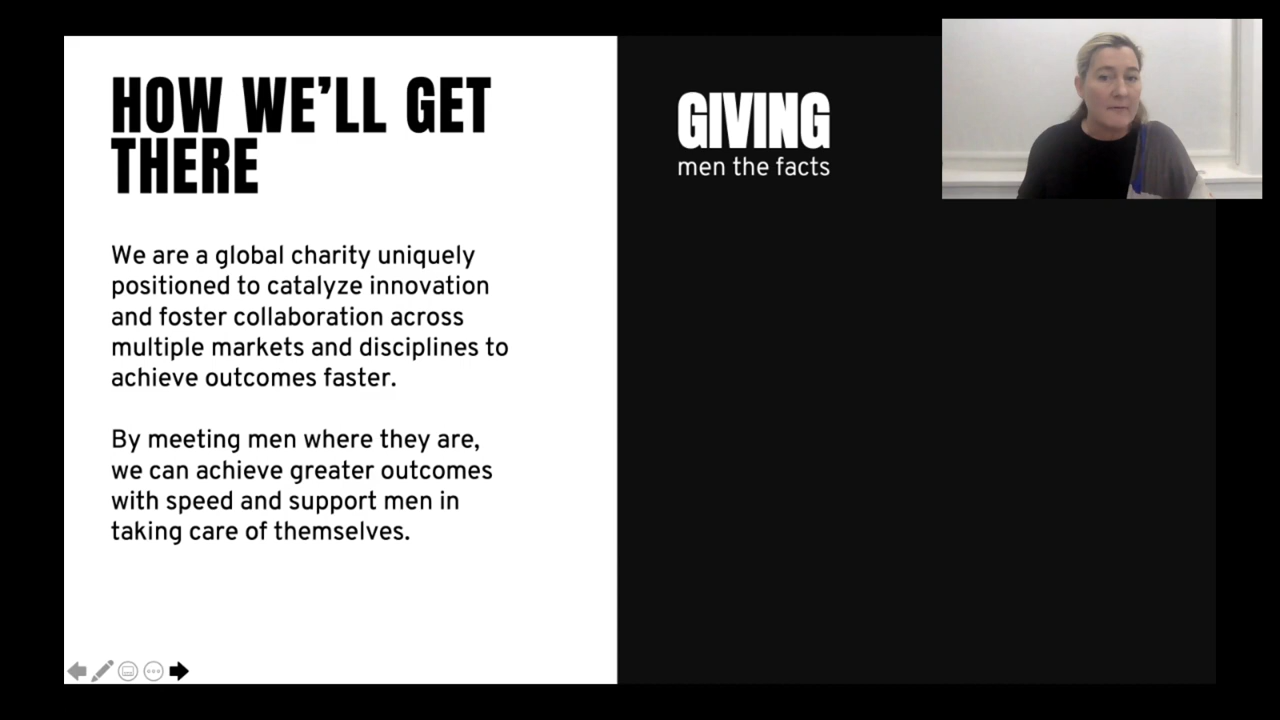 HOW WE’LL GET
THERE
We are a global charity uniquely
positioned to catalyze innovation
and foster collaboration across
multiple markets and disciplines to
achieve outcomes faster.
By meeting men where they are,
we can achieve greater outcomes
with speed and support men in
taking care of themselves.
GIVING
men the facts